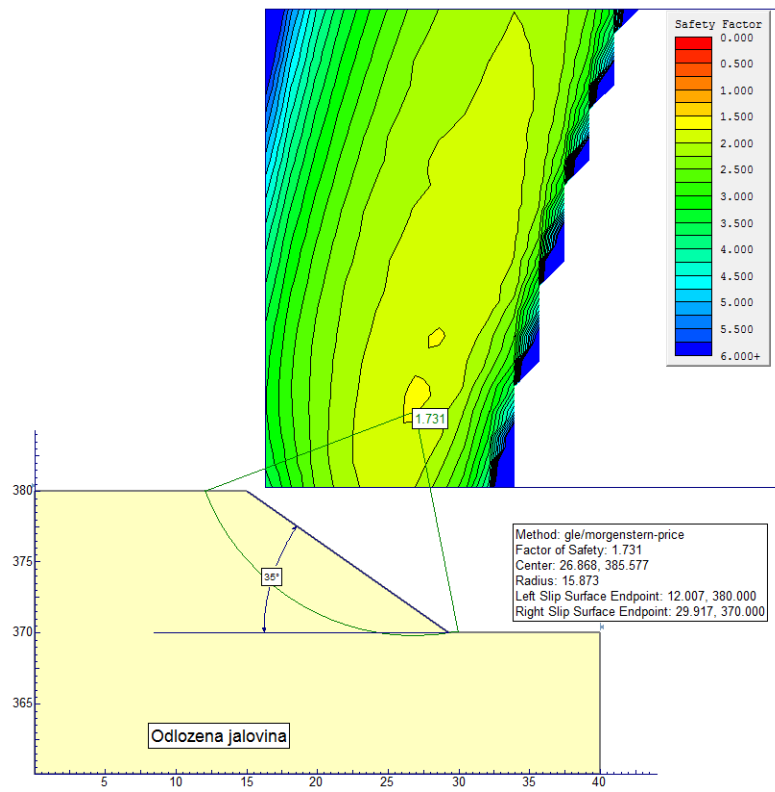 Safety Factor
0.000
0.500
1.000
1.500
2.000
2.500
3.000
3.500
4.000
4.500
5.000
5.500
6.000+
1.731
380
375
370
365
35°
Method: gle/morgenstern-price
Factor of Safety: 1.731
Center: 26.868, 385.577
Radius: 15.873
Left Slip Surface Endpoint: 12.007, 380.000
Right Slip Surface Endpoint: 29.917, 370.000
Odlozena jalovina
0 5 10 15 20 25 30 35 40